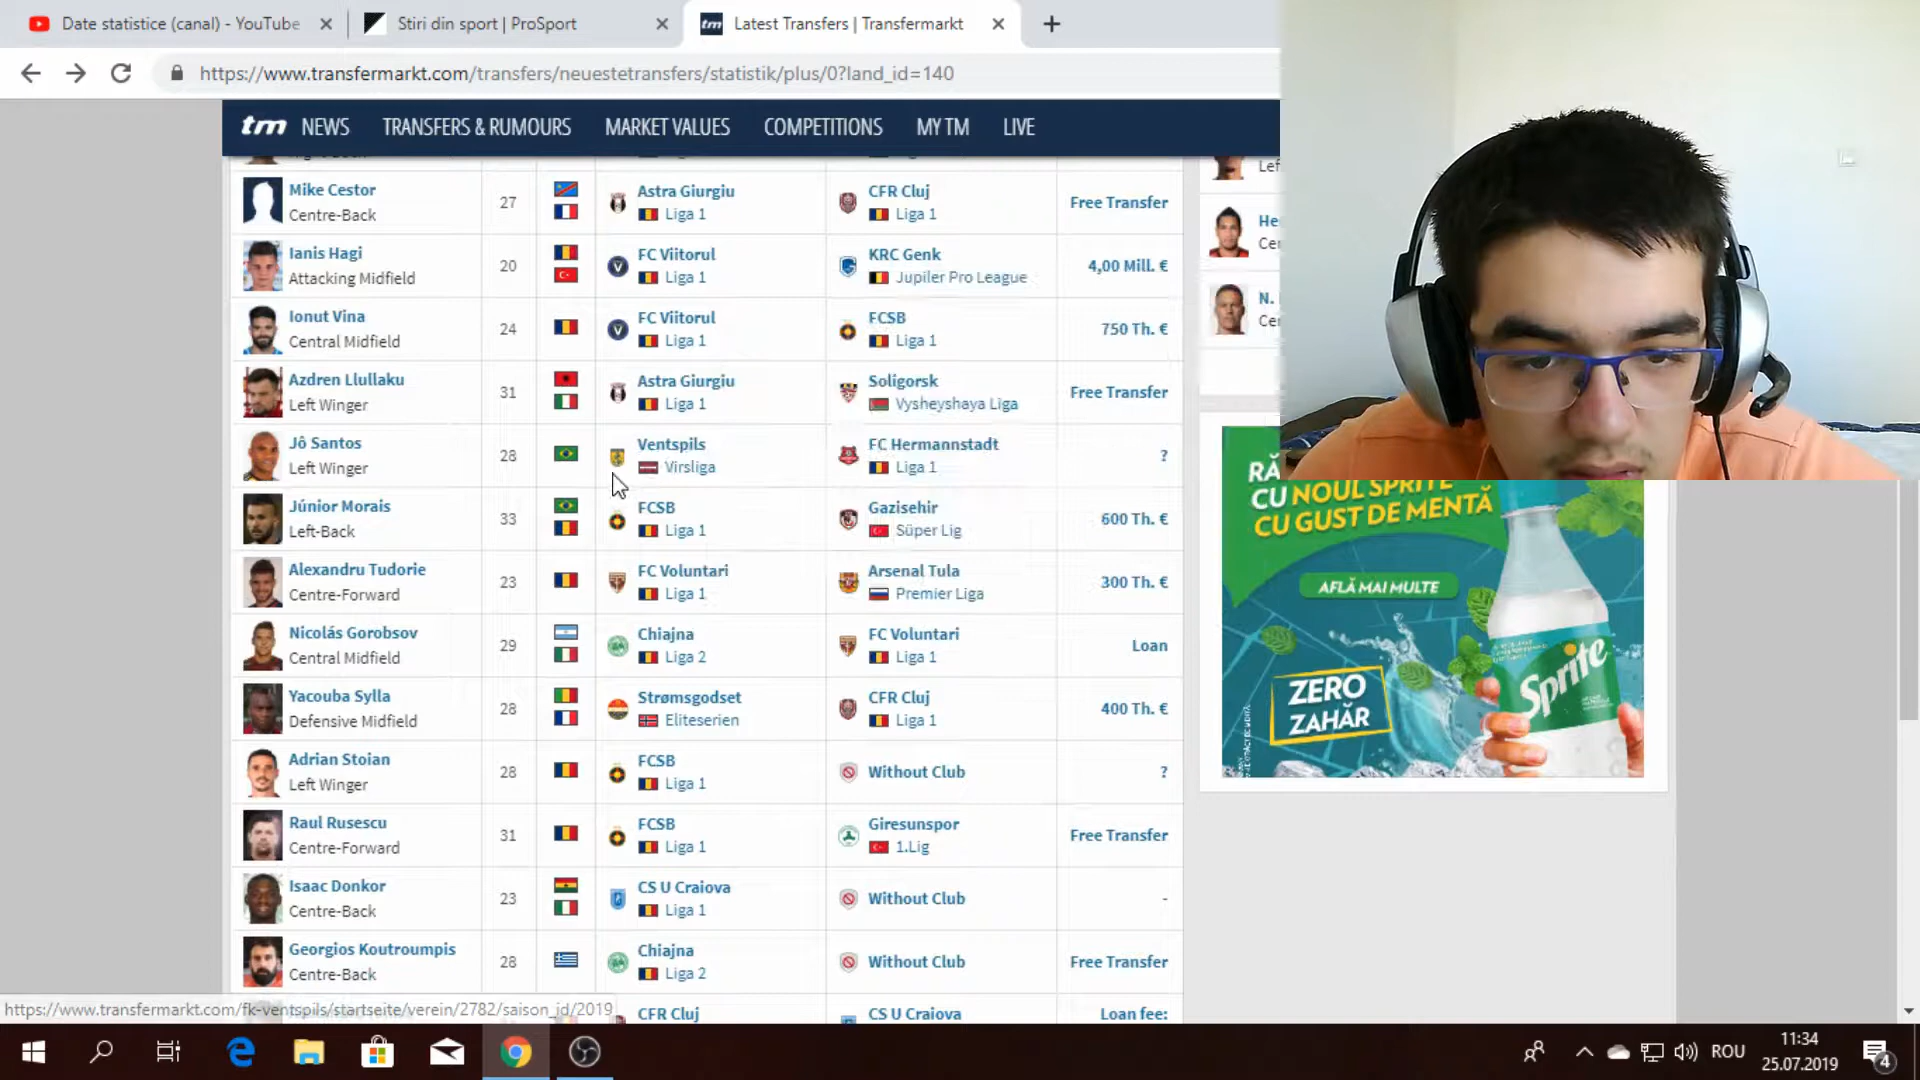 Date statistice (canal) - YouTube
Stiri din sport | ProSport
Latest Transfers | Transfermarkt
https://www.transfermarkt.com/transfers/neuestetransfers/statistik/plus/0?land_id=140
tm NEWS TRANSFERS & RUMOURS MARKET VALUES COMPETITIONS MY TM LIVE
Mike Cestor
Centre-Back
27
Astra Giurgiu
Liga 1
CFR Cluj
Liga 1
Free Transfer
Ianis Hagi
Attacking Midfield
20
FC Viitorul
Liga 1
KRC Genk
Jupiler Pro League
4,00 Mill. €
Ionut Vina
Central Midfield
24
FC Viitorul
Liga 1
FCSB
Liga 1
750 Th. €
Azdren Llullaku
Left Winger
31
Astra Giurgiu
Liga 1
Soligorsk
Vysheyshaya Liga
Free Transfer
Jô Santos
Left Winger
28
Ventspils
Virsliga
FC Hermannstadt
Liga 1
?
Júnior Morais
Left-Back
33
FCSB
Liga 1
Gazisehir
Süper Lig
600 Th. €
Alexandru Tudorie
Centre-Forward
23
FC Voluntari
Liga 1
Arsenal Tula
Premier Liga
300 Th. €
Nicolás Gorobsov
Central Midfield
29
Chiajna
Liga 2
FC Voluntari
Liga 1
Loan
Yacouba Sylla
Defensive Midfield
28
Strømsgodset
Eliteserien
CFR Cluj
Liga 1
400 Th. €
Adrian Stoian
Left Winger
28
FCSB
Liga 1
Without Club
?
Raul Rusescu
Centre-Forward
31
FCSB
Liga 1
Giresunspor
1.Lig
Free Transfer
Isaac Donkor
Centre-Back
23
CS U Craiova
Liga 1
Without Club
-
Georgios Koutroumpis
Centre-Back
28
Chiajna
Liga 2
Without Club
Free Transfer
CFR Cluj
CS U Craiova
Loan fee:
Lef
He
Ce
N.
Ce
RĂ
CU NOUL SPRITE
CU GUST DE MENTĂ
AFLĂ MAI MULTE
ZERO
ZAHĂR
Sprite
https://www.transfermarkt.com/fk-ventspils/startseite/verein/2782/saison_id/2019
ROU
11:34
25.07.2019
4